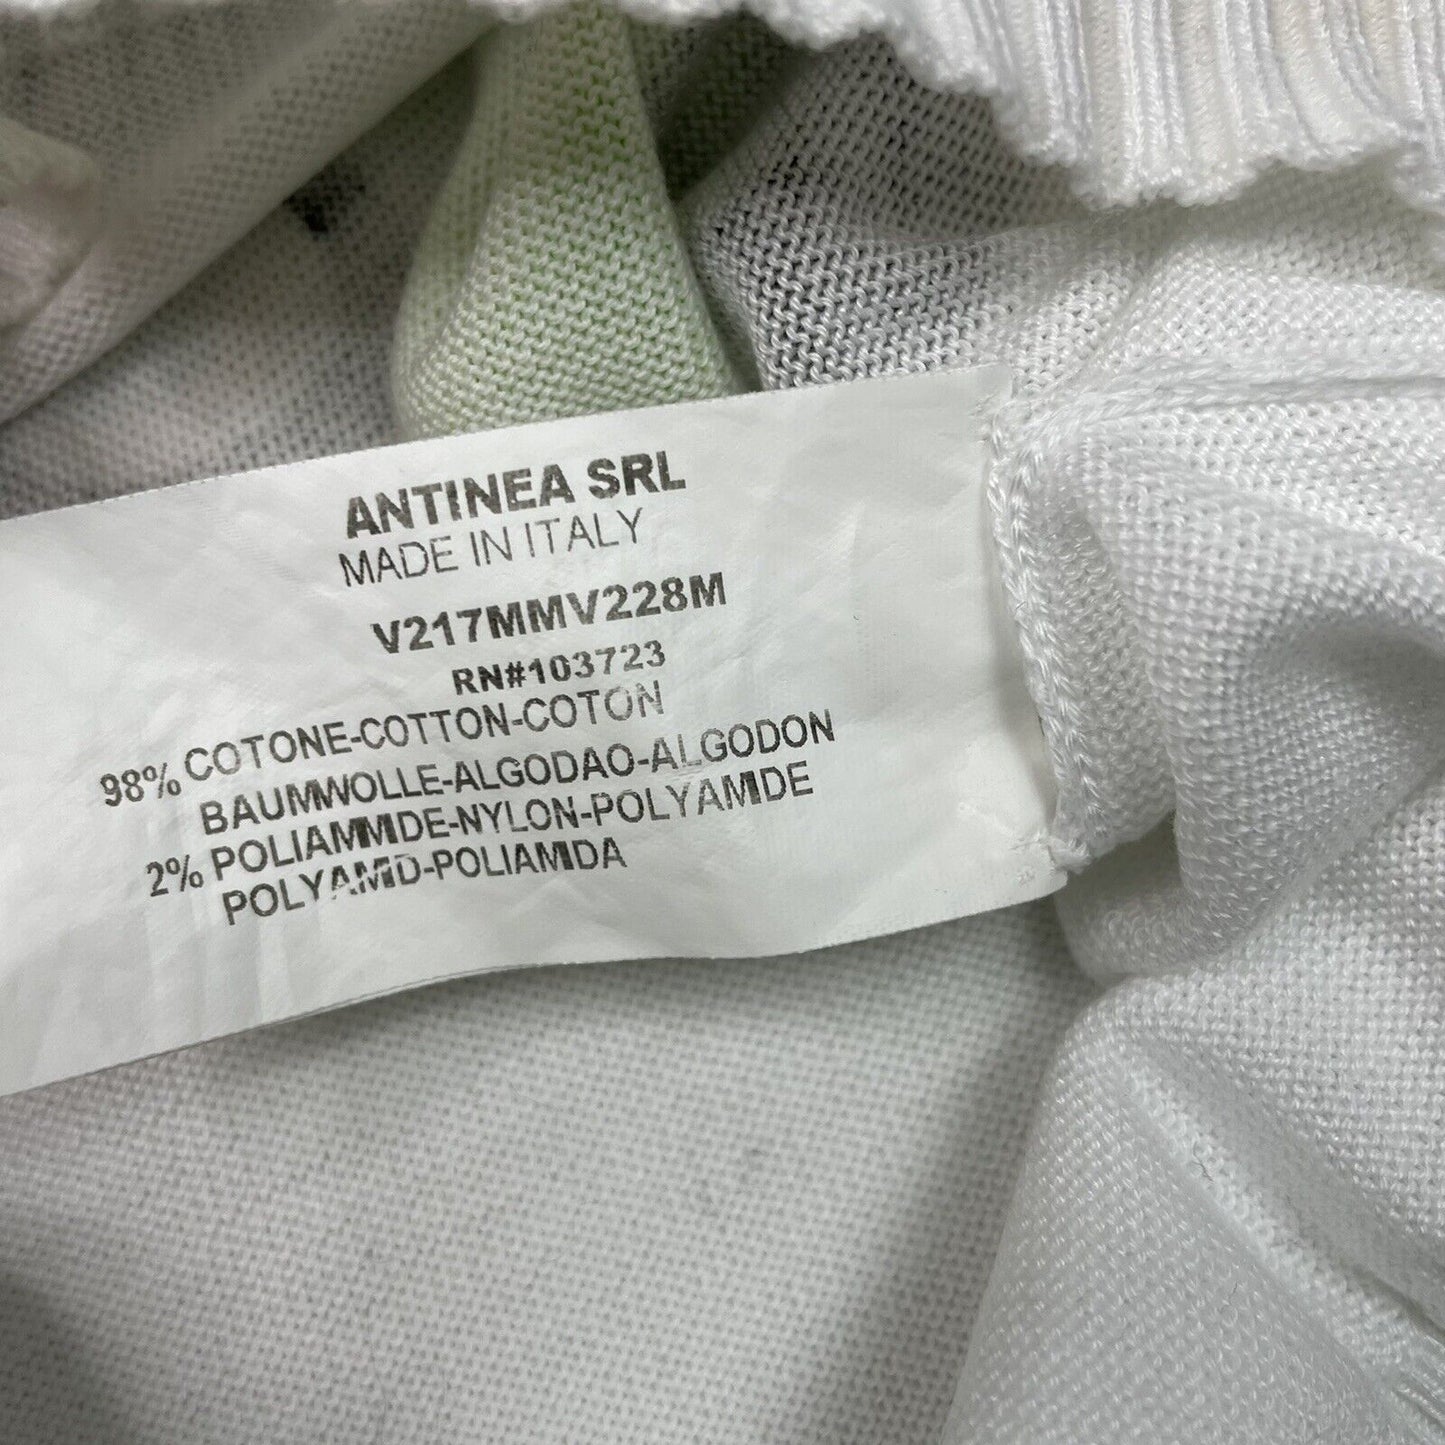 ANTINEA SRL
MADE IN ITALY
V217MMV228M
RN#103723
98% COTONE-COTTON-COTON
BAUMWOLLE-ALGODAO-ALGODON
2% POLIAMMIDE-NYLON-POLYAMIDE
POLYAMID-POLIAMIDA